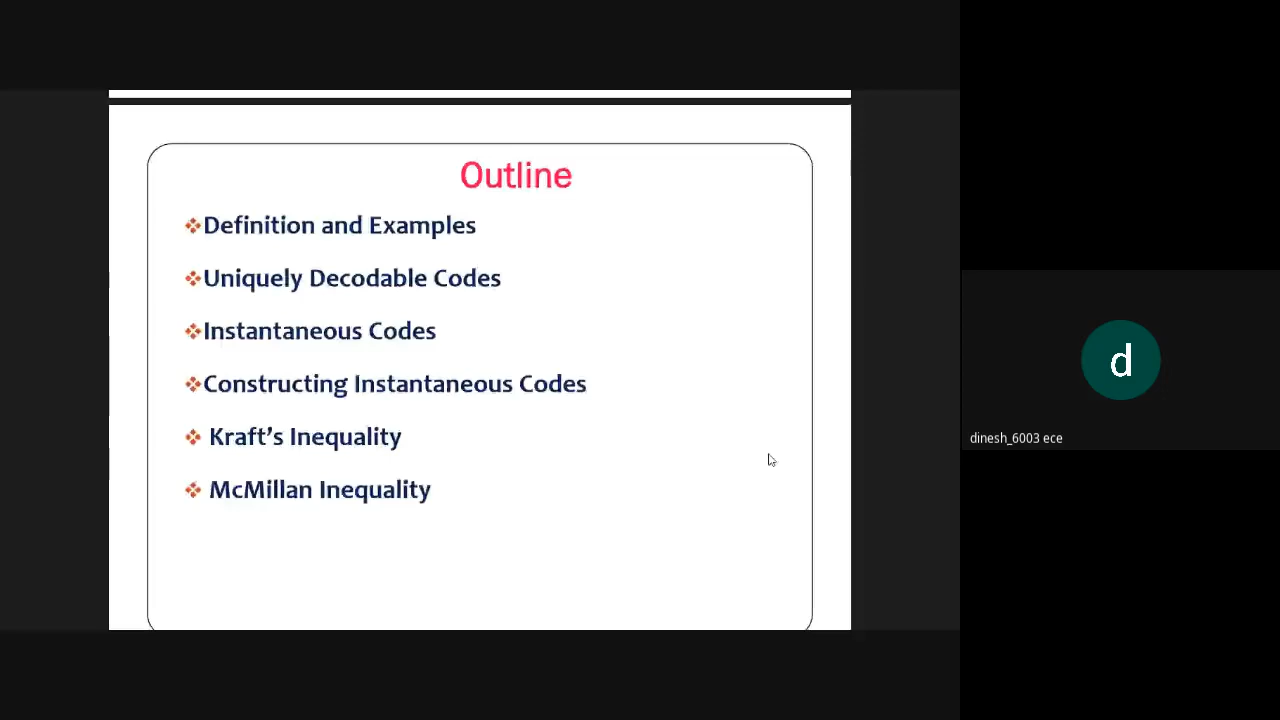 Outline
Definition and Examples
Uniquely Decodable Codes
Instantaneous Codes
Constructing Instantaneous Codes
Kraft’s Inequality
McMillan Inequality
d
dinesh_6003 ece